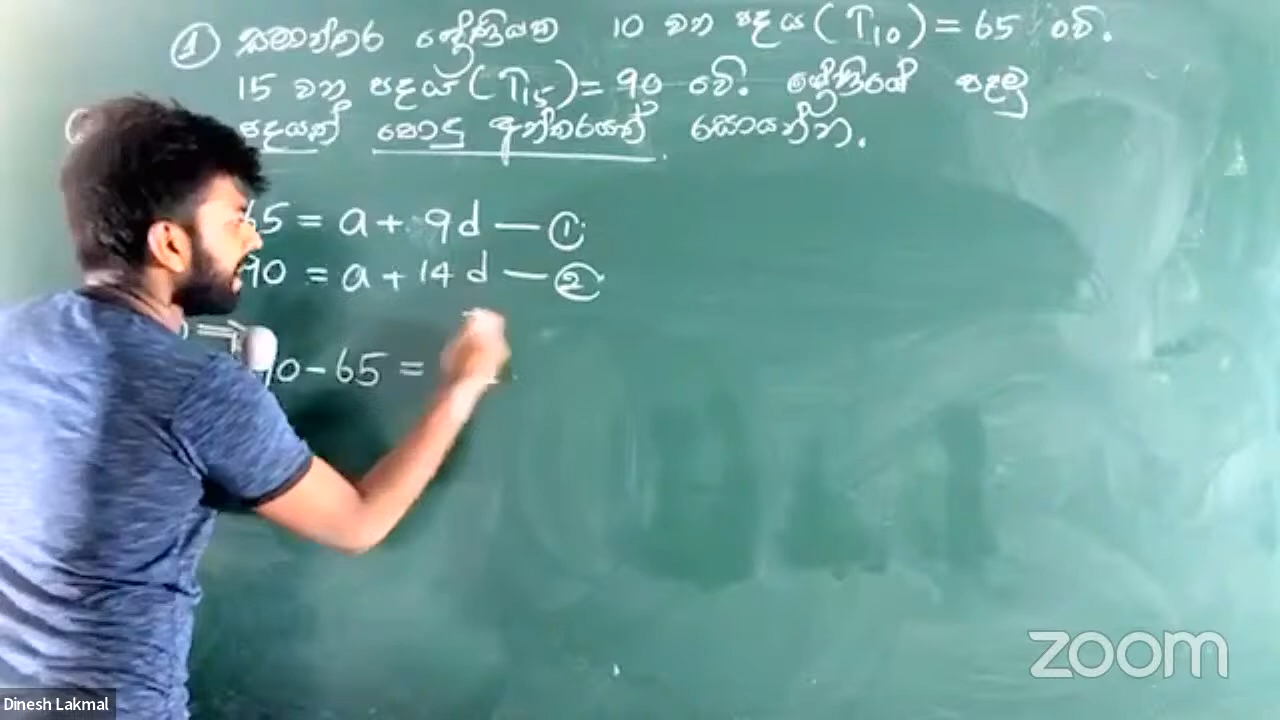 ① සමාන්තර ශ්‍රේණියක 10 වන පදය (T₁₀) = 65 වේ.
15 වන පදය (T₁₅) = 90 වේ. ශ්‍රේණියේ පළමු
පදයත් පොදු අන්තරයත් සොයන්න.
65 = a + 9d — ①
90 = a + 14d — ②
90 - 65 =
zoom
Dinesh Lakmal